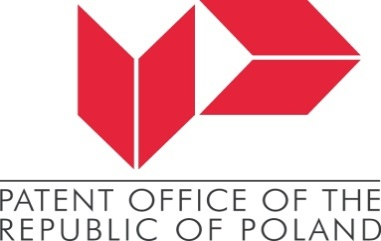 PATENT OFFICE OF THE
REPUBLIC OF POLAND